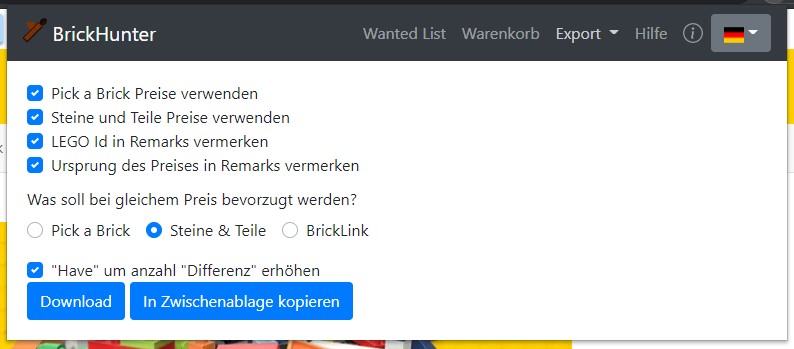 BrickHunter Wanted List Warenkorb Export Hilfe
Pick a Brick Preise verwenden
Steine und Teile Preise verwenden
LEGO Id in Remarks vermerken
Ursprung des Preises in Remarks vermerken
Was soll bei gleichem Preis bevorzugt werden?
Pick a Brick Steine & Teile BrickLink
"Have" um anzahl "Differenz" erhöhen
Download In Zwischenablage kopieren